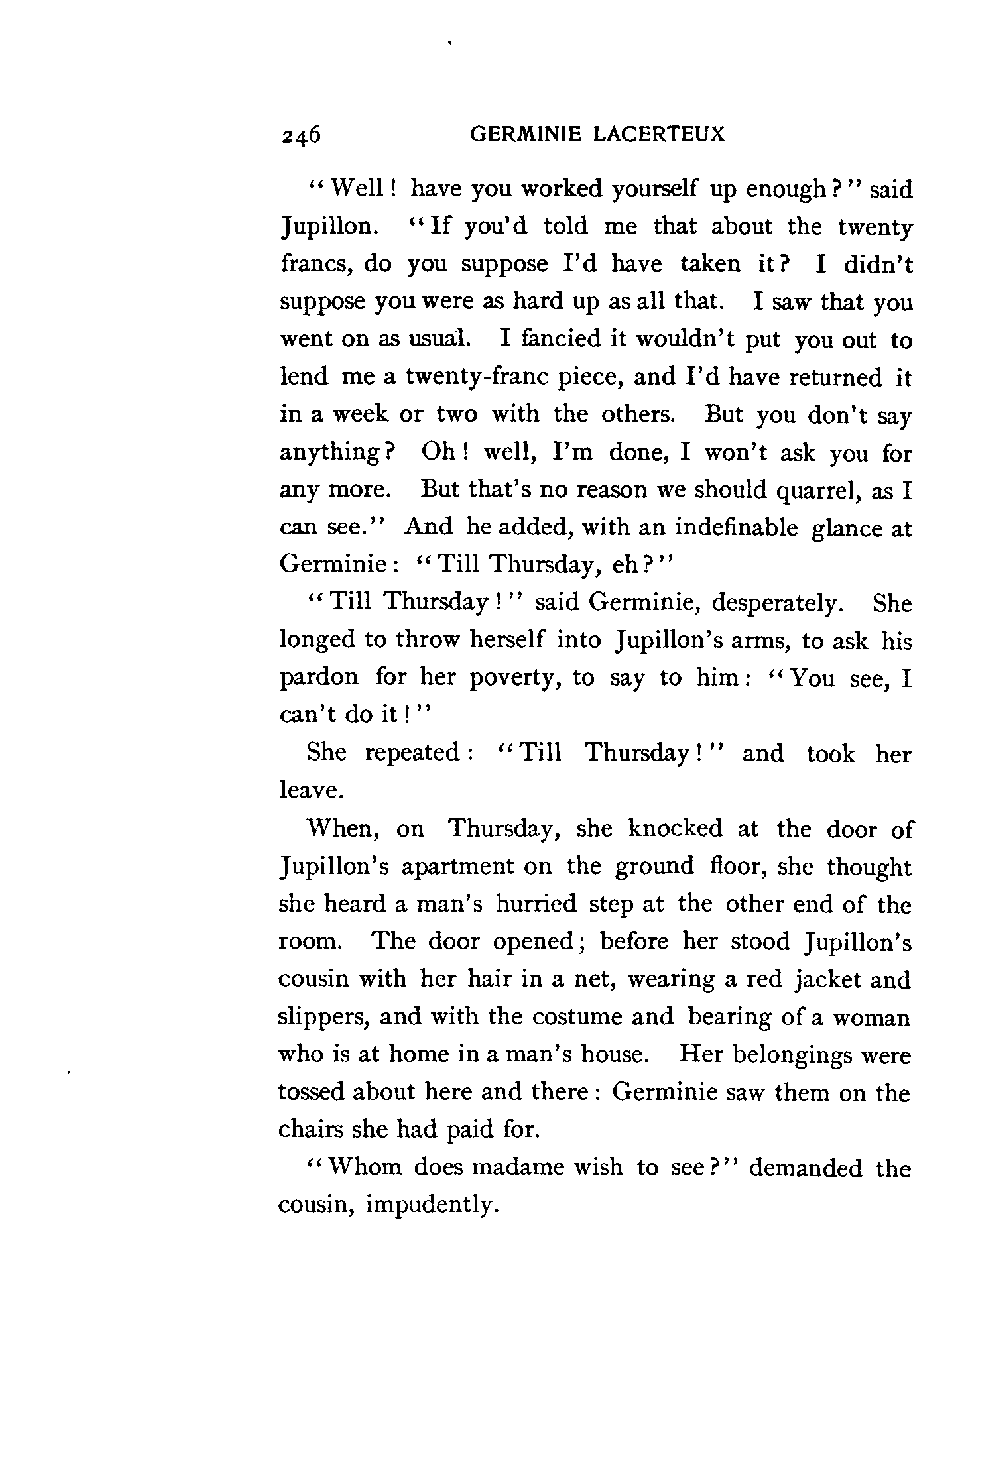 246 GERMINIE LACERTEUX
"Well! have you worked yourself up enough?" said
Jupillon. "If you'd told me that about the twenty
francs, do you suppose I'd have taken it? I didn't
suppose you were as hard up as all that. I saw that you
went on as usual. I fancied it wouldn't put you out to
lend me a twenty-franc piece, and I'd have returned it
in a week or two with the others. But you don't say
anything? Oh! well, I'm done, I won't ask you for
any more. But that's no reason we should quarrel, as I
can see." And he added, with an indefinable glance at
Germinie: "Till Thursday, eh?"
"Till Thursday!" said Germinie, desperately. She
longed to throw herself into Jupillon's arms, to ask his
pardon for her poverty, to say to him: "You see, I
can't do it!"
She repeated: "Till Thursday!" and took her
leave.
When, on Thursday, she knocked at the door of
Jupillon's apartment on the ground floor, she thought
she heard a man's hurried step at the other end of the
room. The door opened; before her stood Jupillon's
cousin with her hair in a net, wearing a red jacket and
slippers, and with the costume and bearing of a woman
who is at home in a man's house. Her belongings were
tossed about here and there: Germinie saw them on the
chairs she had paid for.
"Whom does madame wish to see?" demanded the
cousin, impudently.